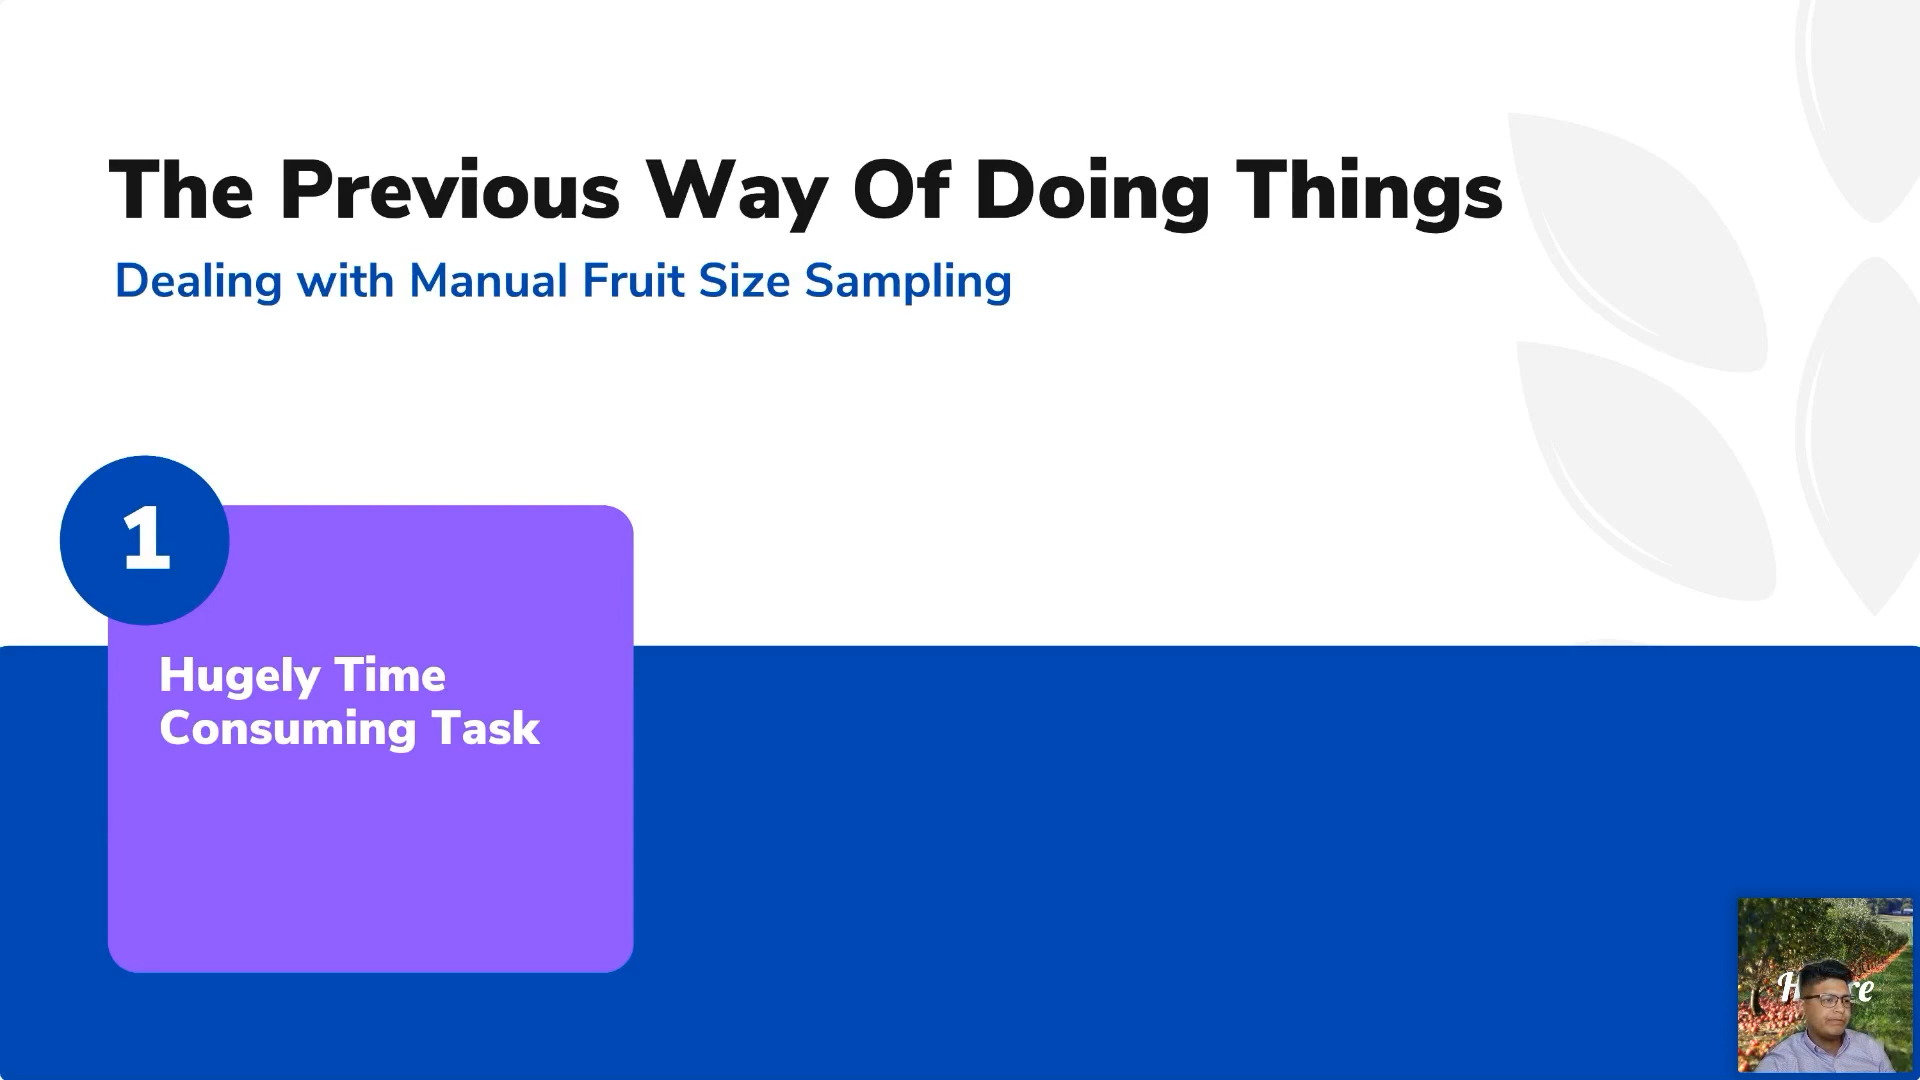 The Previous Way Of Doing Things
Dealing with Manual Fruit Size Sampling
1
Hugely Time
Consuming Task